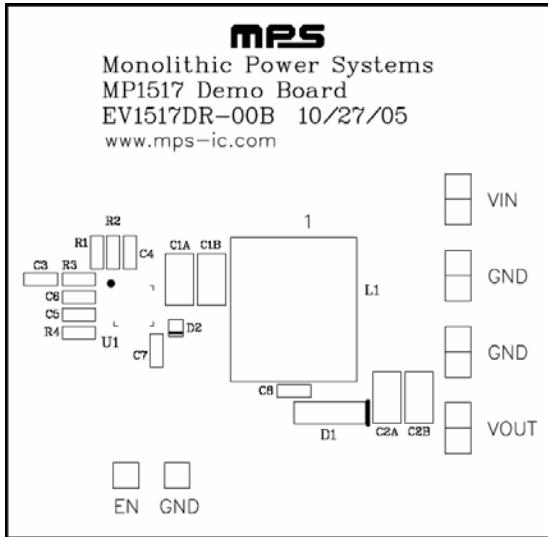 mps
Monolithic Power Systems
MP1517 Demo Board
EV1517DR-00B 10/27/05
www.mps-ic.com
VIN
R2
R1
C4
C1A C1B
1
C3 R3
GND
C6
L1
C5
D2
R4
U1
C7
GND
C8
D1
C2A C2B
VOUT
EN GND